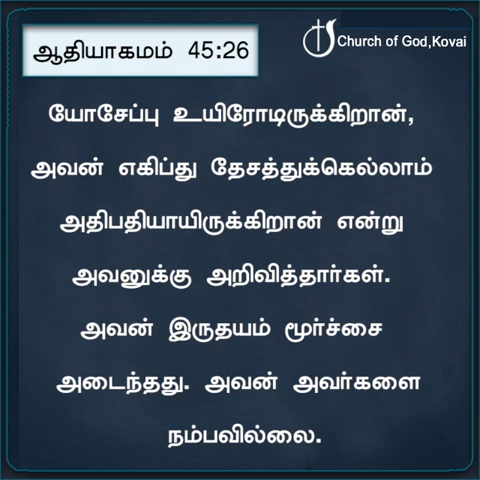 ஆதியாகமம் 45:26
Church of God,Kovai
யோசேப்பு உயிரோடிருக்கிறான்,
அவன் எகிப்து தேசத்துக்கெல்லாம்
அதிபதியாயிருக்கிறான் என்று
அவனுக்கு அறிவித்தார்கள்.
அவன் இருதயம் மூர்ச்சை
அடைந்தது. அவன் அவர்களை
நம்பவில்லை.